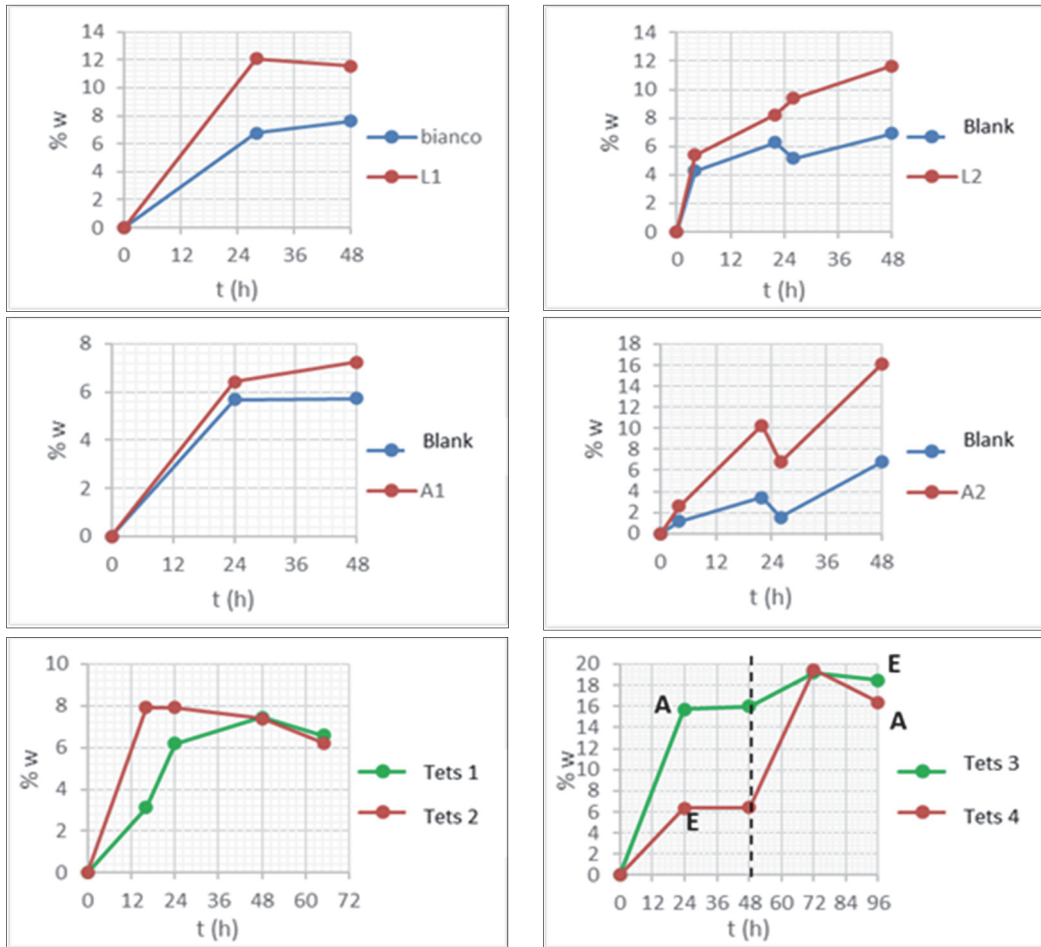 14
12
10
8
6
4
2
0
% w
0 12 24 36 48
t (h)
bianco
L1
14
12
10
8
6
4
2
0
% w
0 12 24 36 48
t (h)
Blank
L2
8
6
4
2
0
% w
0 12 24 36 48
t (h)
Blank
A1
18
16
14
12
10
8
6
4
2
0
% w
0 12 24 36 48
t (h)
Blank
A2
10
8
6
4
2
0
% w
0 12 24 36 48 60 72
t (h)
Tets 1
Tets 2
20
18
16
14
12
10
8
6
4
2
0
% w
A
E
E
A
0 12 24 36 48 60 72 84 96
t (h)
Tets 3
Tets 4